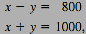 x − y = 800
x + y = 1000,